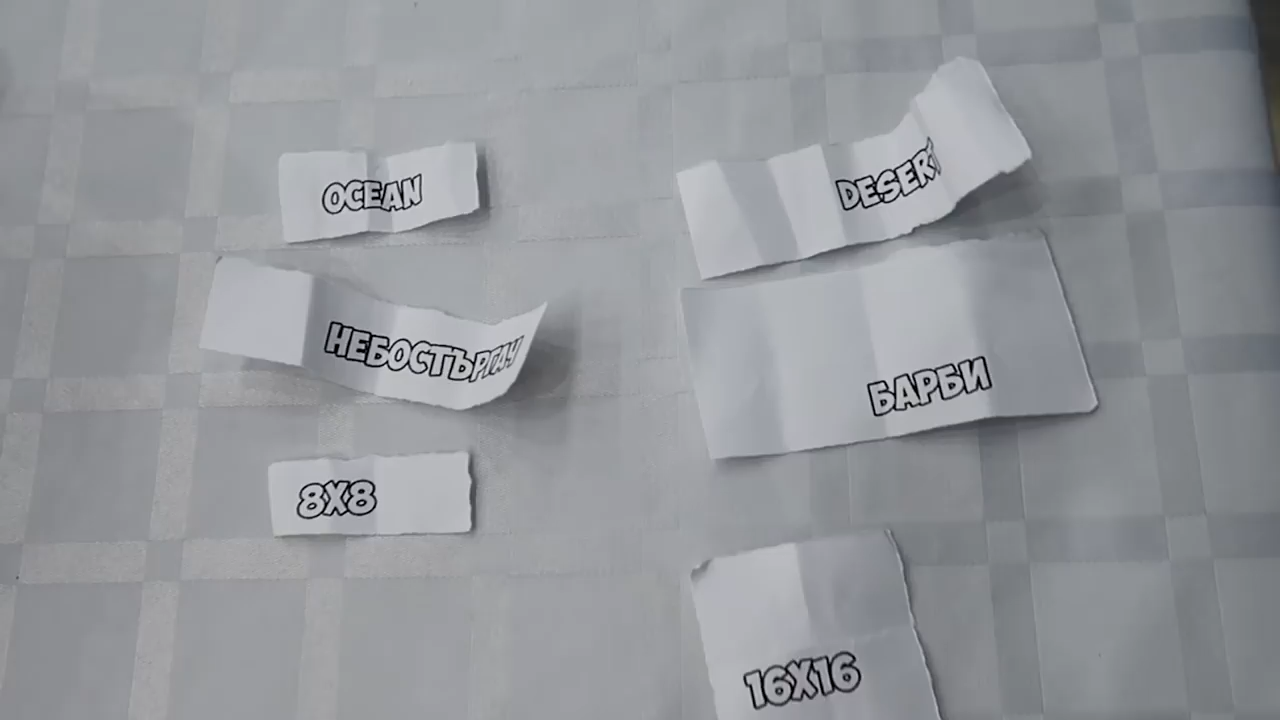 OCEAN
НЕБОСТЪРГАЧ
8X8
DESERT
БАРБИ
16X16